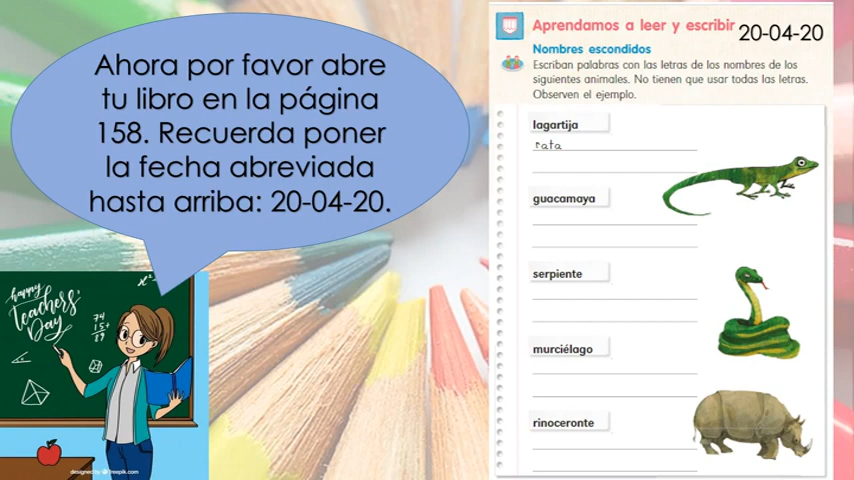 Ahora por favor abre
tu libro en la página
158. Recuerda poner
la fecha abreviada
hasta arriba: 20-04-20.
happy
teachers'
Day
74
15+
89
x²
designed by freepik.com
Aprendamos a leer y escribir
20-04-20
Nombres escondidos
Escriban palabras con las letras de los nombres de los
siguientes animales. No tienen que usar todas las letras.
Observen el ejemplo.
lagartija
rata
guacamaya
serpiente
murciélago
rinoceronte